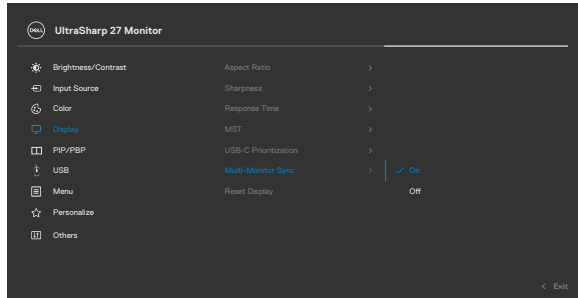 DELL UltraSharp 27 Monitor
Brightness/Contrast Aspect Ratio >
Input Source Sharpness >
Color Response Time >
Display MST >
PIP/PBP USB-C Prioritization >
USB Multi-Monitor Sync > ✓ On
Menu Reset Display Off
Personalize
Others
< Exit